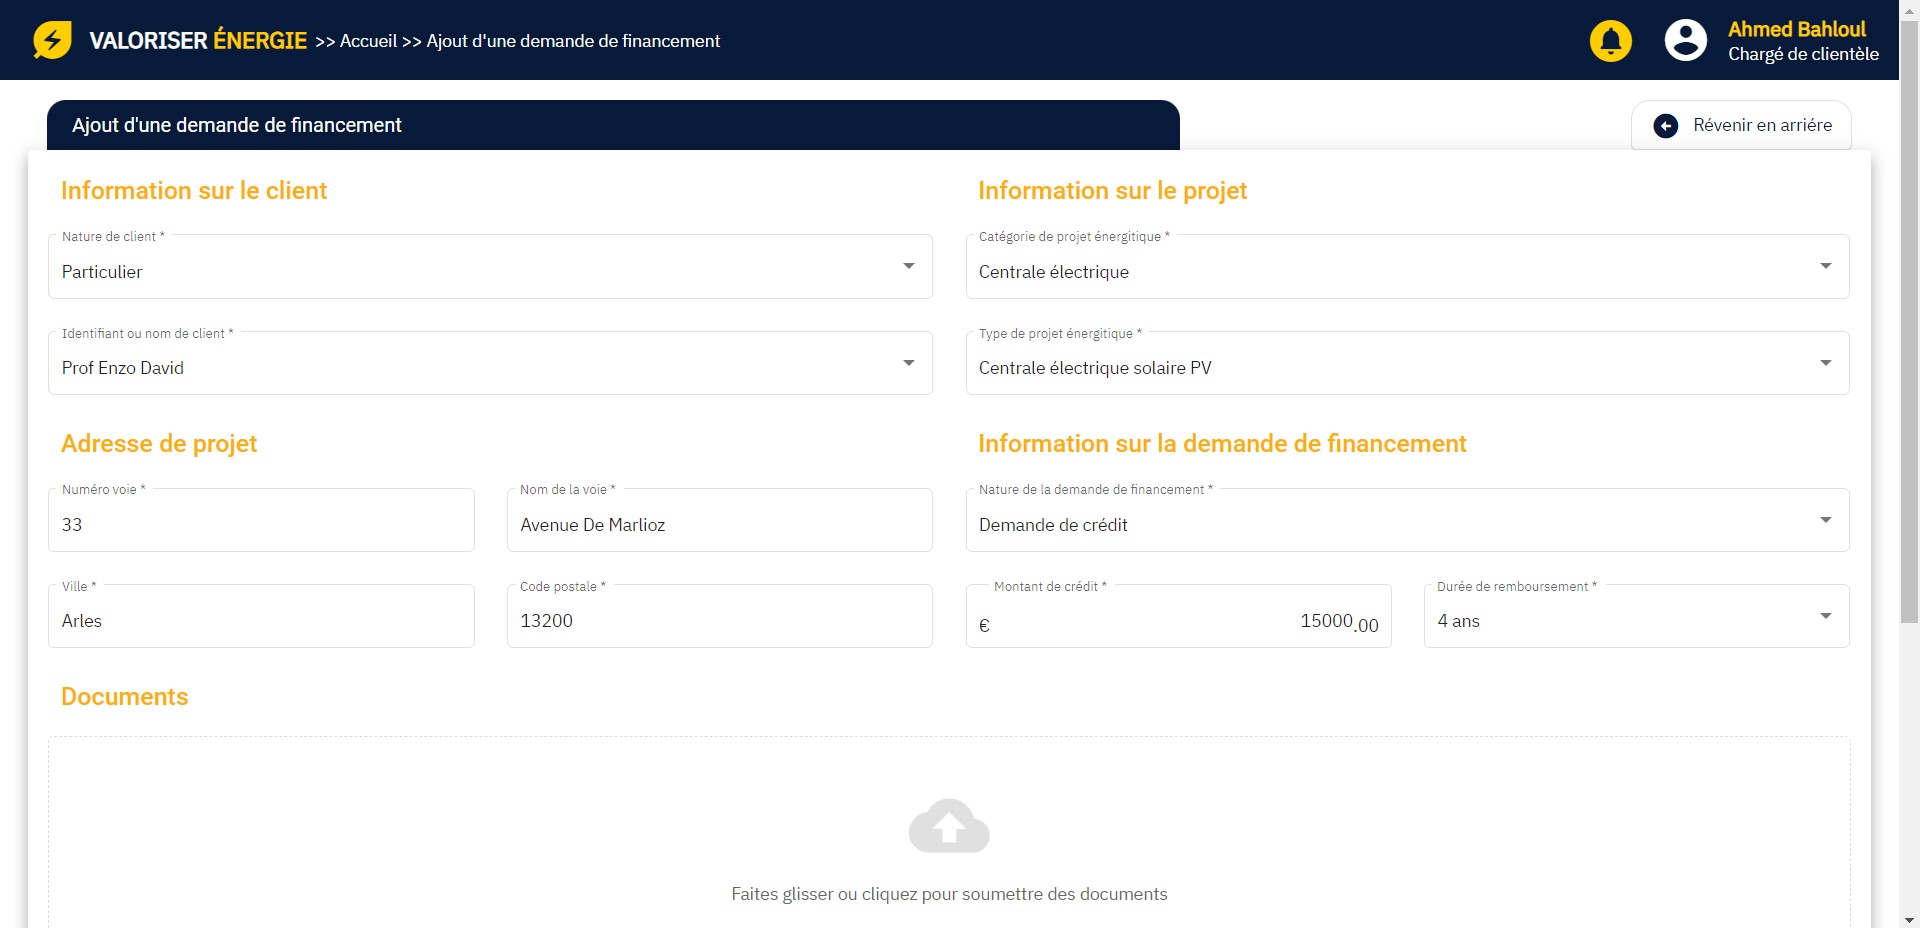 VALORISER ÉNERGIE >> Accueil >> Ajout d'une demande de financement
Ahmed Bahloul
Chargé de clientèle
Ajout d'une demande de financement
Révenir en arriére
Information sur le client
Nature de client *
Particulier
Identifiant ou nom de client *
Prof Enzo David
Information sur le projet
Catégorie de projet énergitique *
Centrale électrique
Type de projet énergitique *
Centrale électrique solaire PV
Adresse de projet
Numéro voie *
33
Nom de la voie *
Avenue De Marlioz
Ville *
Arles
Code postale *
13200
Information sur la demande de financement
Nature de la demande de financement *
Demande de crédit
Montant de crédit *
€ 15000.00
Durée de remboursement *
4 ans
Documents
Faites glisser ou cliquez pour soumettre des documents